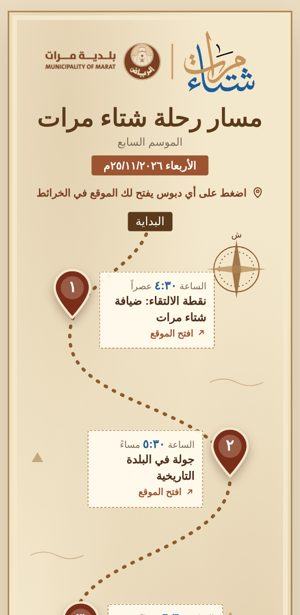 شتاء مرات
الرياض
بلدية مرات
MUNICIPALITY OF MARAT
مسار رحلة شتاء مرات
الموسم السابع
الأربعاء ٢٥/١١/٢٠٢٦م
اضغط على أي دبوس يفتح لك الموقع في الخرائط
البداية
ش
١
الساعة ٤:٣٠ عصراً
نقطة الالتقاء: ضيافة
شتاء مرات
افتح الموقع
٢
الساعة ٥:٣٠ مساءً
جولة في البلدة
التاريخية
افتح الموقع